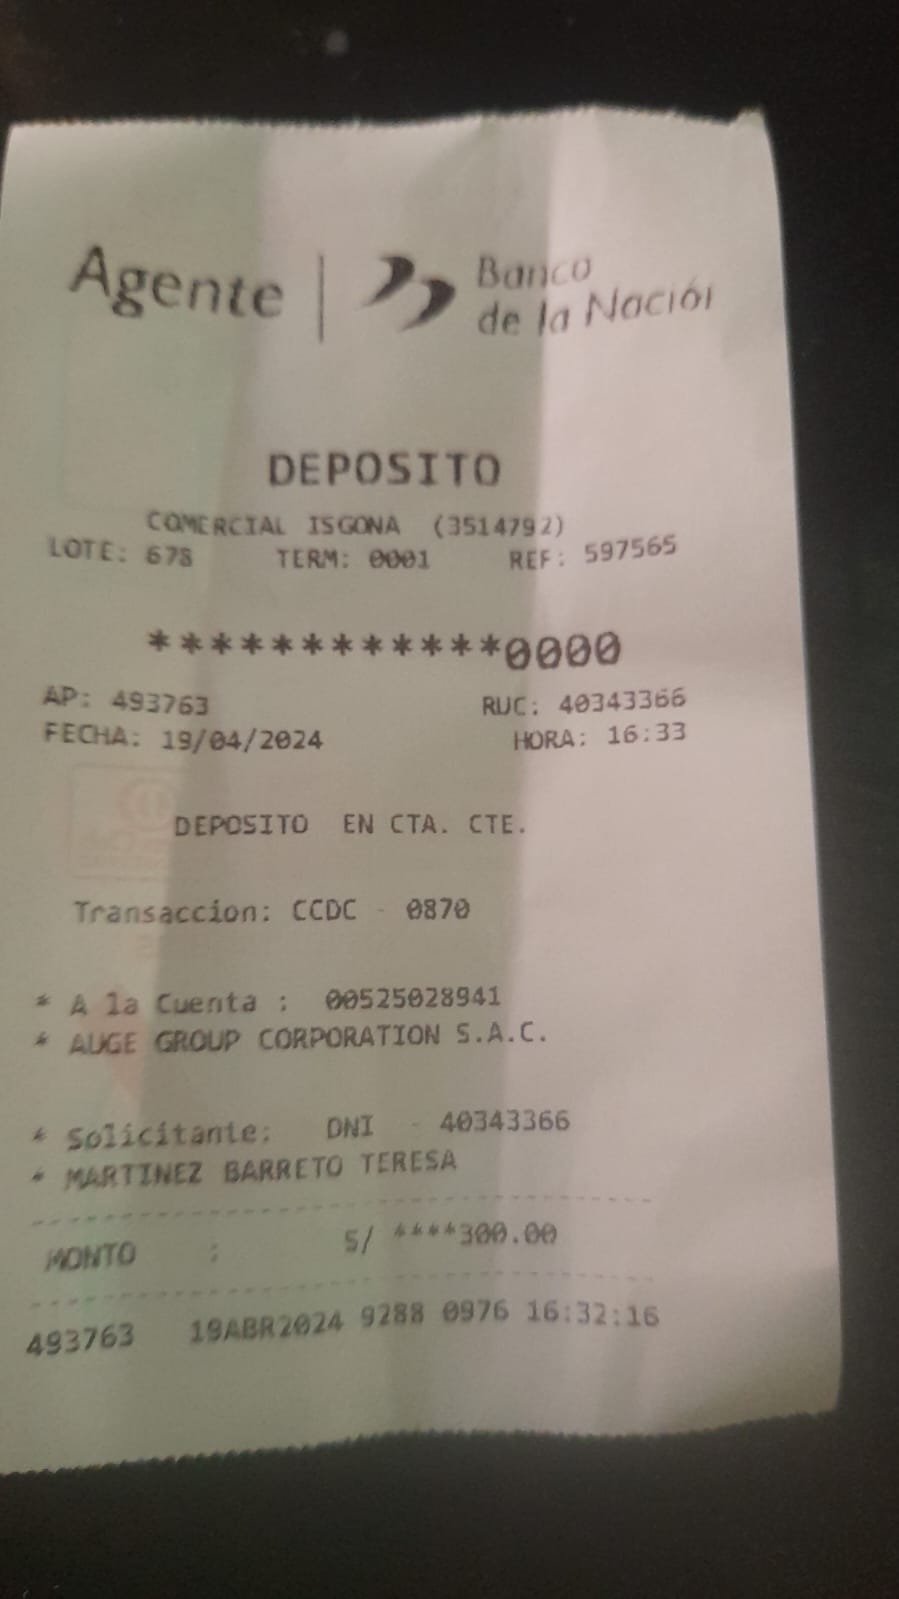 Agente | Banco
de la Nación
DEPOSITO
COMERCIAL ISGONA (3514792)
LOTE: 678 TERM: 0001 REF: 597565
************0000
AP: 493763 RUC: 40343366
FECHA: 19/04/2024 HORA: 16:33
DEPOSITO EN CTA. CTE.
Transaccion: CCDC - 0870
* A la Cuenta : 00525028941
* AUGE GROUP CORPORATION S.A.C.
* Solicitante: DNI - 40343366
* MARTINEZ BARRETO TERESA
MONTO : S/ ****300.00
493763 19ABR2024 9288 0976 16:32:16